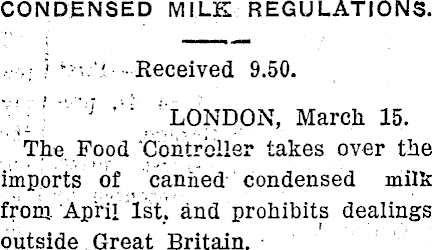 CONDENSED MILK REGULATIONS.
Received 9.50.
LONDON, March 15.
The Food Controller takes over the
imports of canned condensed milk
from April 1st, and prohibits dealings
outside Great Britain.